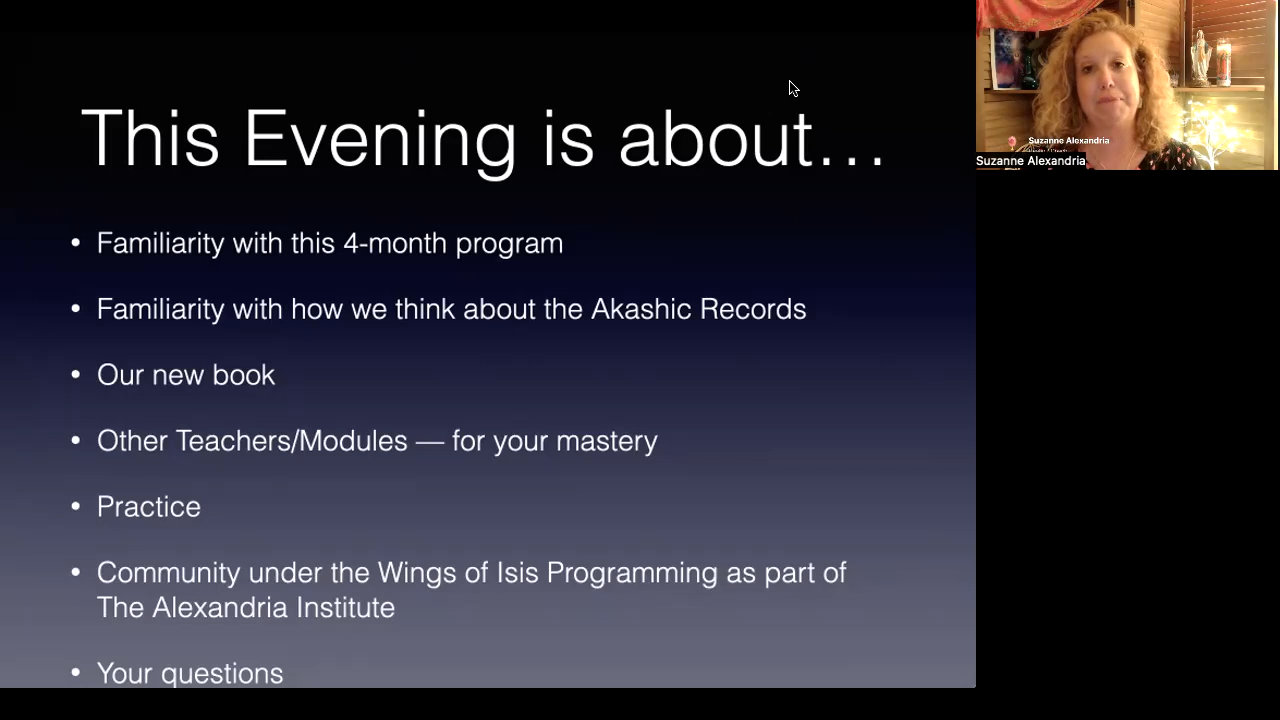 This Evening is about…
• Familiarity with this 4-month program
• Familiarity with how we think about the Akashic Records
• Our new book
• Other Teachers/Modules — for your mastery
• Practice
• Community under the Wings of Isis Programming as part of
The Alexandria Institute
• Your questions
Suzanne Alexandria
Suzanne Alexandria